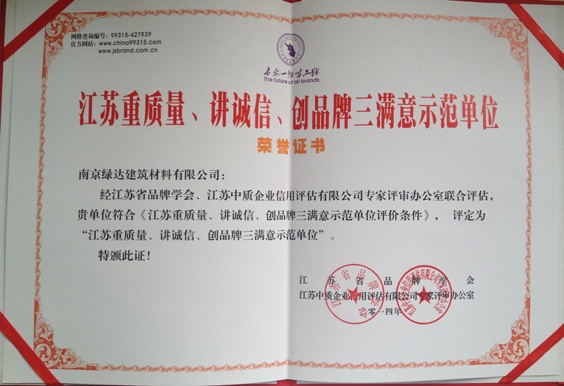 网络查询编号：99315-427939
官方网站：www.china99315.com
www.jsbrand.com.cn
The future of all brands
江苏重质量、讲诚信、创品牌三满意示范单位
荣誉证书
南京绿达建筑材料有限公司：
经江苏省品牌学会、江苏中质企业信用评估有限公司专家评审办公室联合评估，
贵单位符合《江苏重质量、讲诚信、创品牌三满意示范单位评价条件》，评定为
“江苏重质量、讲诚信、创品牌三满意示范单位”。
特颁此证！
江苏省品牌学会
江苏中质企业信用评估有限公司专家评审办公室
二〇一四年
江苏省品牌学会